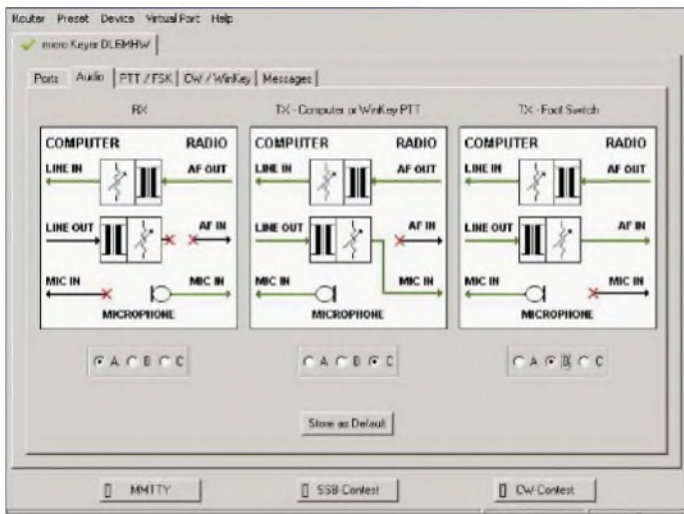 Router Preset Device Virtual Port Help
micro Keyer DL6MHW
Ports Audio PTT / FSK CW / WinKey Messages
RX
COMPUTER RADIO
LINE IN AF OUT
LINE OUT AF IN
MIC IN MIC IN
MICROPHONE
A B C
TX - Computer or WinKey PTT
COMPUTER RADIO
LINE IN AF OUT
LINE OUT AF IN
MIC IN MIC IN
MICROPHONE
A B C
TX - Foot Switch
COMPUTER RADIO
LINE IN AF OUT
LINE OUT AF IN
MIC IN MIC IN
MICROPHONE
A B C
Store as Default
MMTTY
SSB-Contest
CW-Contest